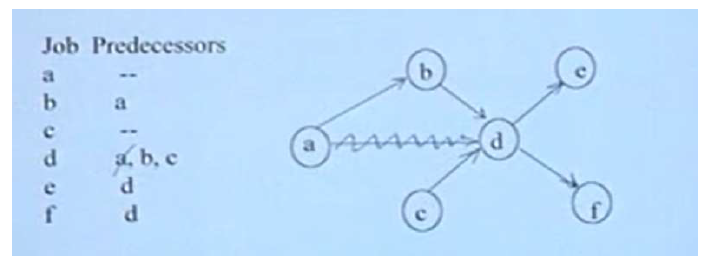 Job Predecessors
a --
b a
c --
d a, b, c
e d
f d
b
e
a
d
c
f